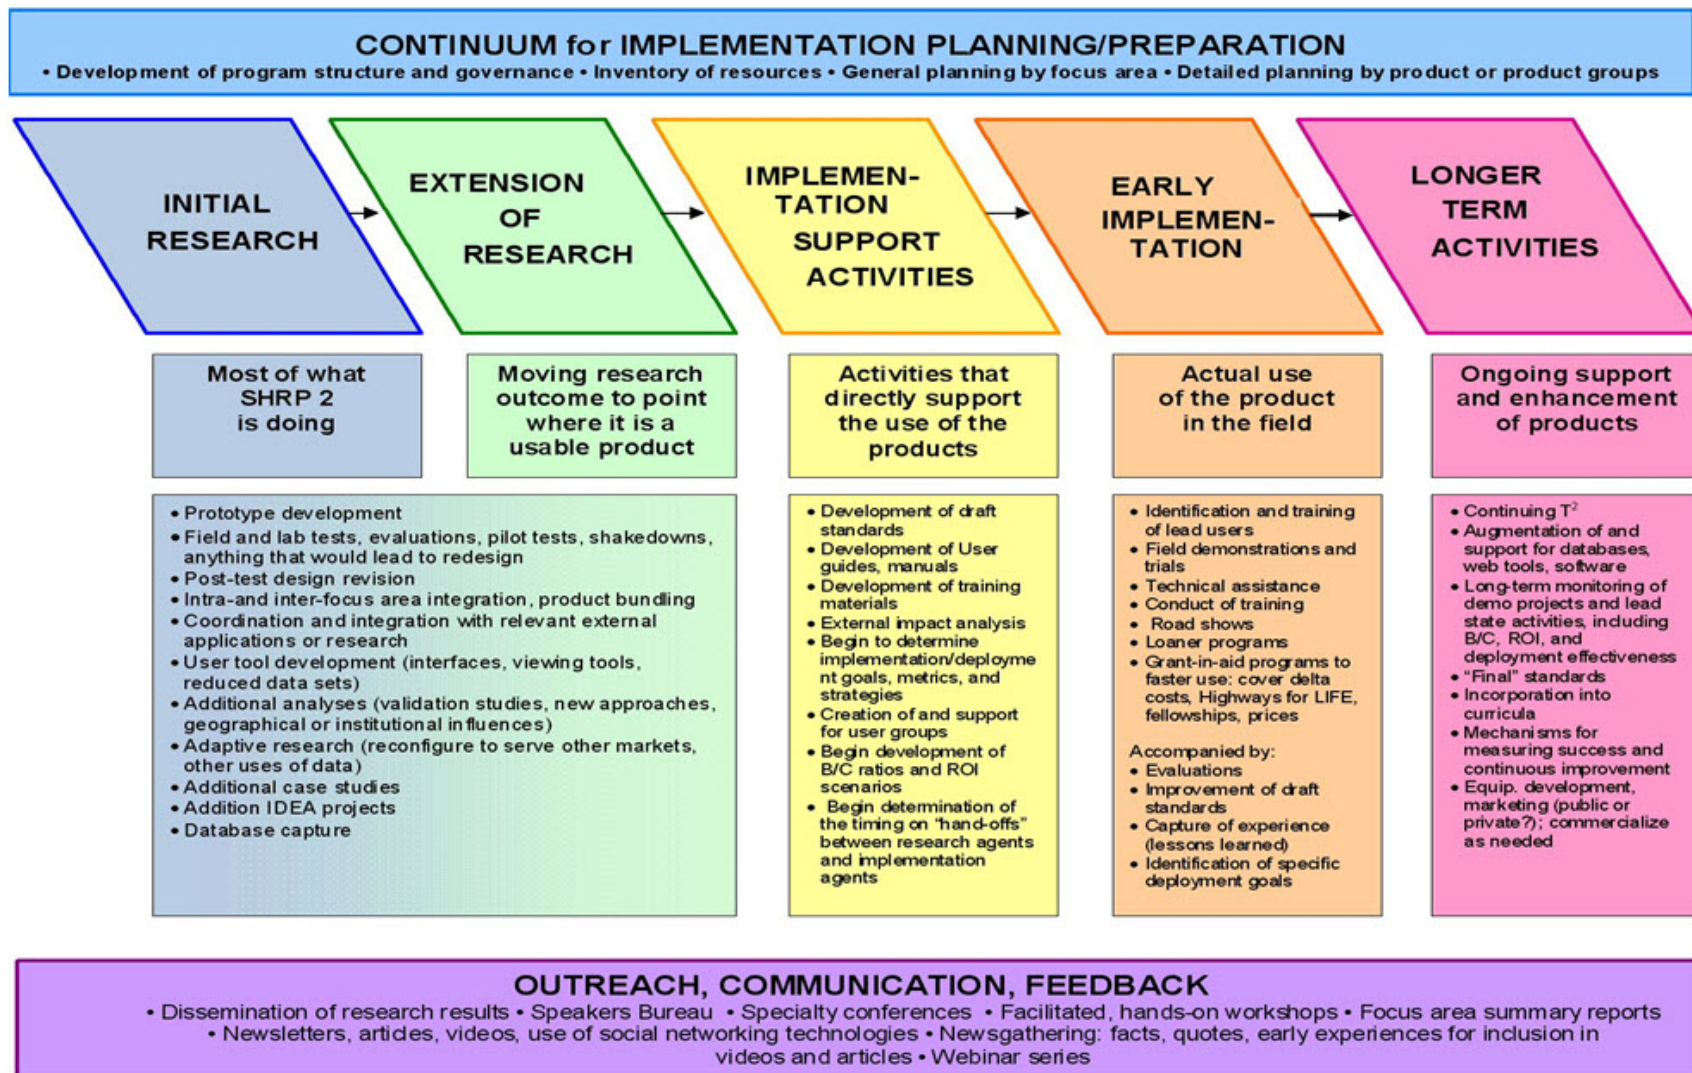 CONTINUUM for IMPLEMENTATION PLANNING/PREPARATION
• Development of program structure and governance • Inventory of resources • General planning by focus area • Detailed planning by product or product groups
INITIAL
RESEARCH
EXTENSION
OF
RESEARCH
IMPLEMEN-
TATION
SUPPORT
ACTIVITIES
EARLY
IMPLEMEN-
TATION
LONGER
TERM
ACTIVITIES
Most of what
SHRP 2
is doing
Moving research
outcome to point
where it is a
usable product
Activities that
directly support
the use of the
products
Actual use
of the product
in the field
Ongoing support
and enhancement
of products
• Prototype development
• Field and lab tests, evaluations, pilot tests, shakedowns,
anything that would lead to redesign
• Post-test design revision
• Intra-and inter-focus area integration, product bundling
• Coordination and integration with relevant external
applications or research
• User tool development (interfaces, viewing tools,
reduced data sets)
• Additional analyses (validation studies, new approaches,
geographical or institutional influences)
• Adaptive research (reconfigure to serve other markets,
other uses of data)
• Additional case studies
• Addition IDEA projects
• Database capture
• Development of draft
standards
• Development of User
guides, manuals
• Development of training
materials
• External impact analysis
• Begin to determine
implementation/deployme
nt goals, metrics, and
strategies
• Creation of and support
for user groups
• Begin development of
B/C ratios and ROI
scenarios
• Begin determination of
the timing on “hand-offs”
between research agents
and implementation
agents
• Identification and training
of lead users
• Field demonstrations and
trials
• Technical assistance
• Conduct of training
• Road shows
• Loaner programs
• Grant-in-aid programs to
faster use: cover delta
costs, Highways for LIFE,
fellowships, prices
Accompanied by:
• Evaluations
• Improvement of draft
standards
• Capture of experience
(lessons learned)
• Identification of specific
deployment goals
• Continuing T²
• Augmentation of and
support for databases,
web tools, software
• Long-term monitoring of
demo projects and lead
state activities, including
B/C, ROI, and
deployment effectiveness
• “Final” standards
• Incorporation into
curricula
• Mechanisms for
measuring success and
continuous improvement
• Equip. development,
marketing (public or
private?); commercialize
as needed
OUTREACH, COMMUNICATION, FEEDBACK
• Dissemination of research results • Speakers Bureau • Specialty conferences • Facilitated, hands-on workshops • Focus area summary reports
• Newsletters, articles, videos, use of social networking technologies • Newsgathering: facts, quotes, early experiences for inclusion in
videos and articles • Webinar series